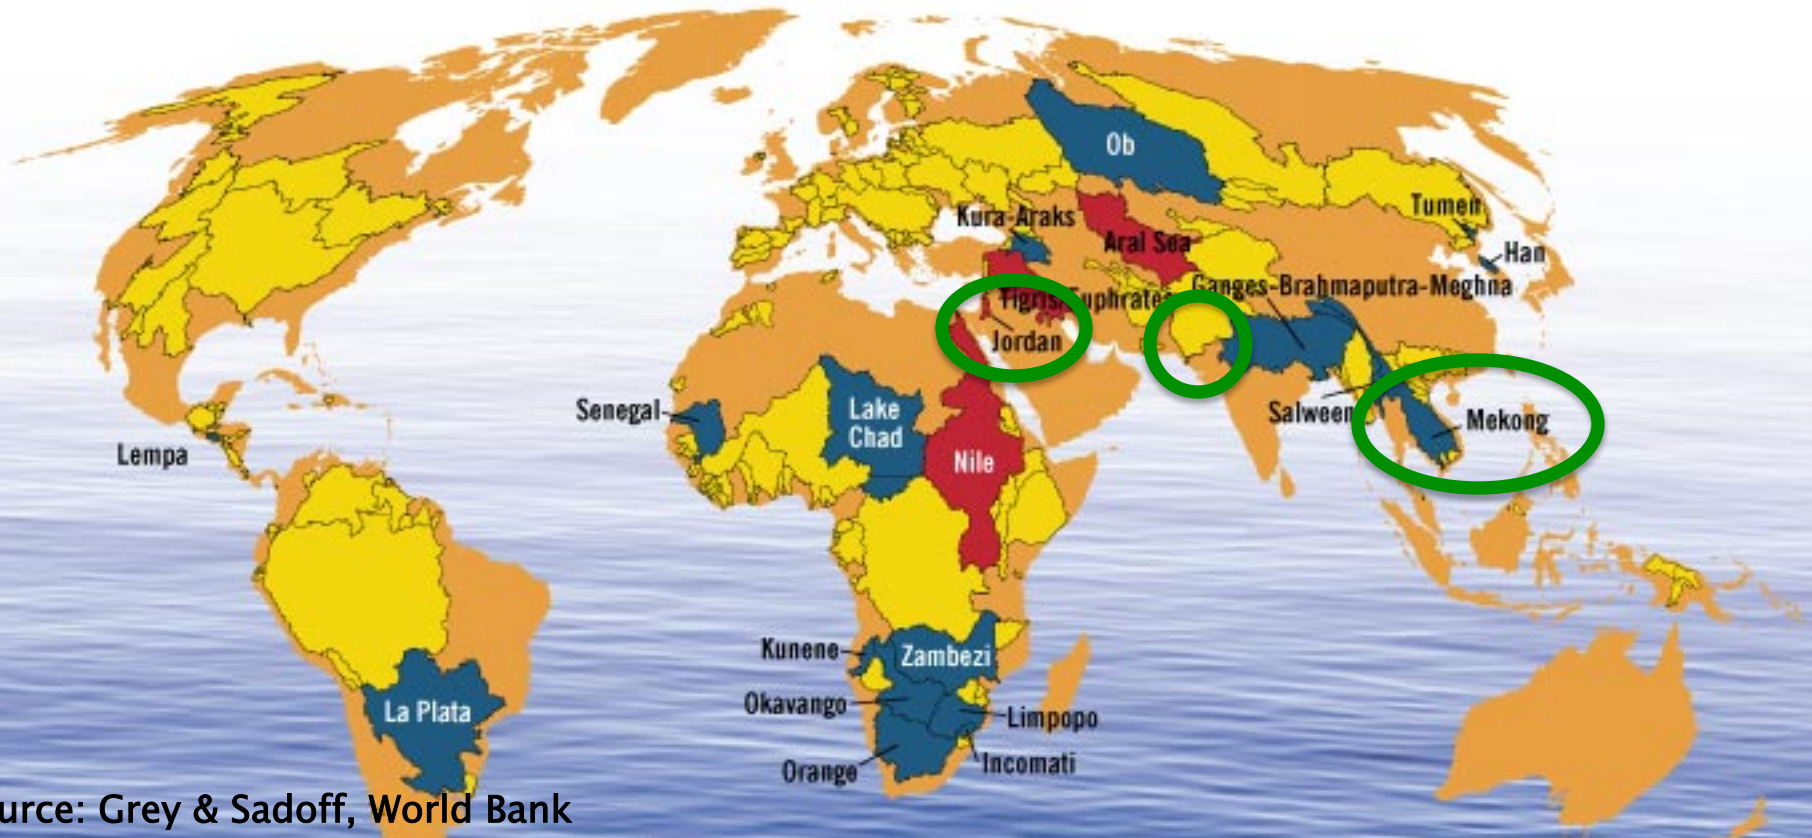 Ob
Tumen
Kura-Araks
Aral Sea
Han
Ganges-Brahmaputra-Meghna
Tigris-Euphrates
Jordan
Senegal
Lake
Chad
Salween
Mekong
Lempa
Nile
Kunene
Zambezi
Okavango
La Plata
Limpopo
Orange
Incomati
urce: Grey & Sadoff, World Bank